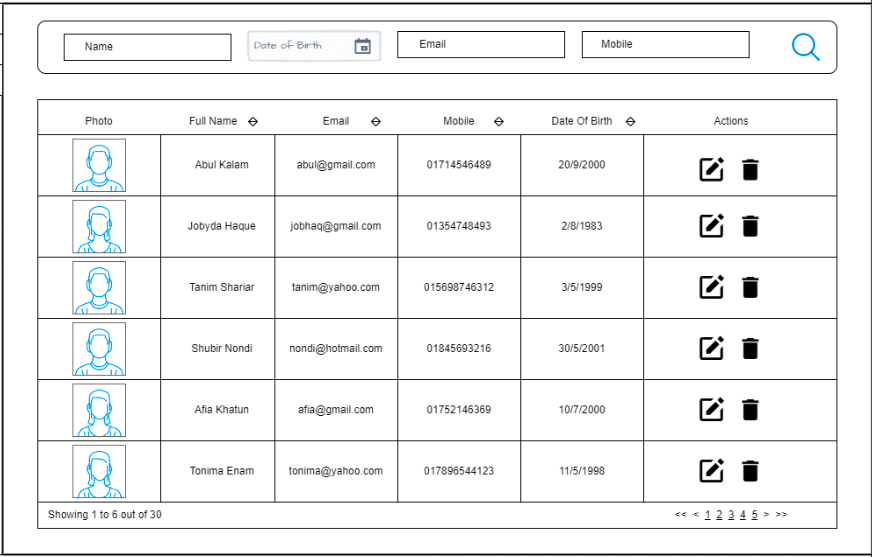 Name Date of Birth Email Mobile
Photo Full Name Email Mobile Date Of Birth Actions
Abul Kalam abul@gmail.com 01714546489 20/9/2000
Jobyda Haque jobhaq@gmail.com 01354748493 2/8/1983
Tanim Shariar tanim@yahoo.com 015698746312 3/5/1999
Shubir Nondi nondi@hotmail.com 01845693216 30/5/2001
Afia Khatun afia@gmail.com 01752146369 10/7/2000
Tonima Enam tonima@yahoo.com 017896544123 11/5/1998
Showing 1 to 6 out of 30 << < 1 2 3 4 5 > >>